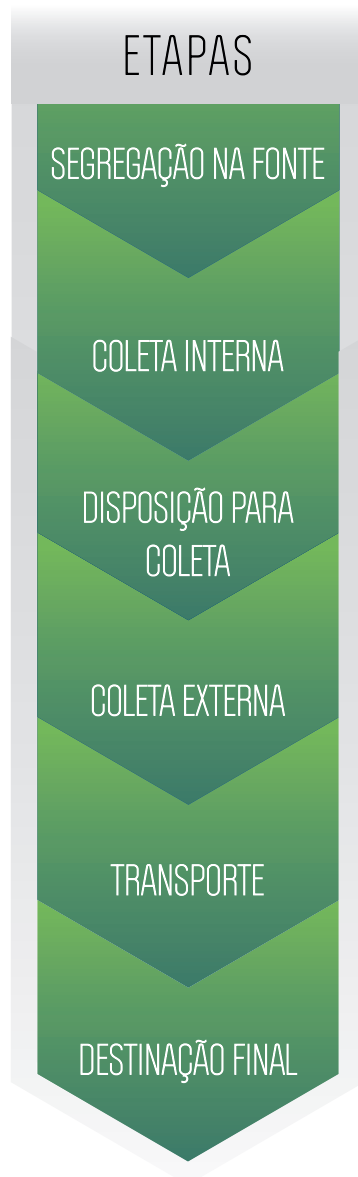 ETAPAS
SEGREGAÇÃO NA FONTE
COLETA INTERNA
DISPOSIÇÃO PARA
COLETA
COLETA EXTERNA
TRANSPORTE
DESTINAÇÃO FINAL